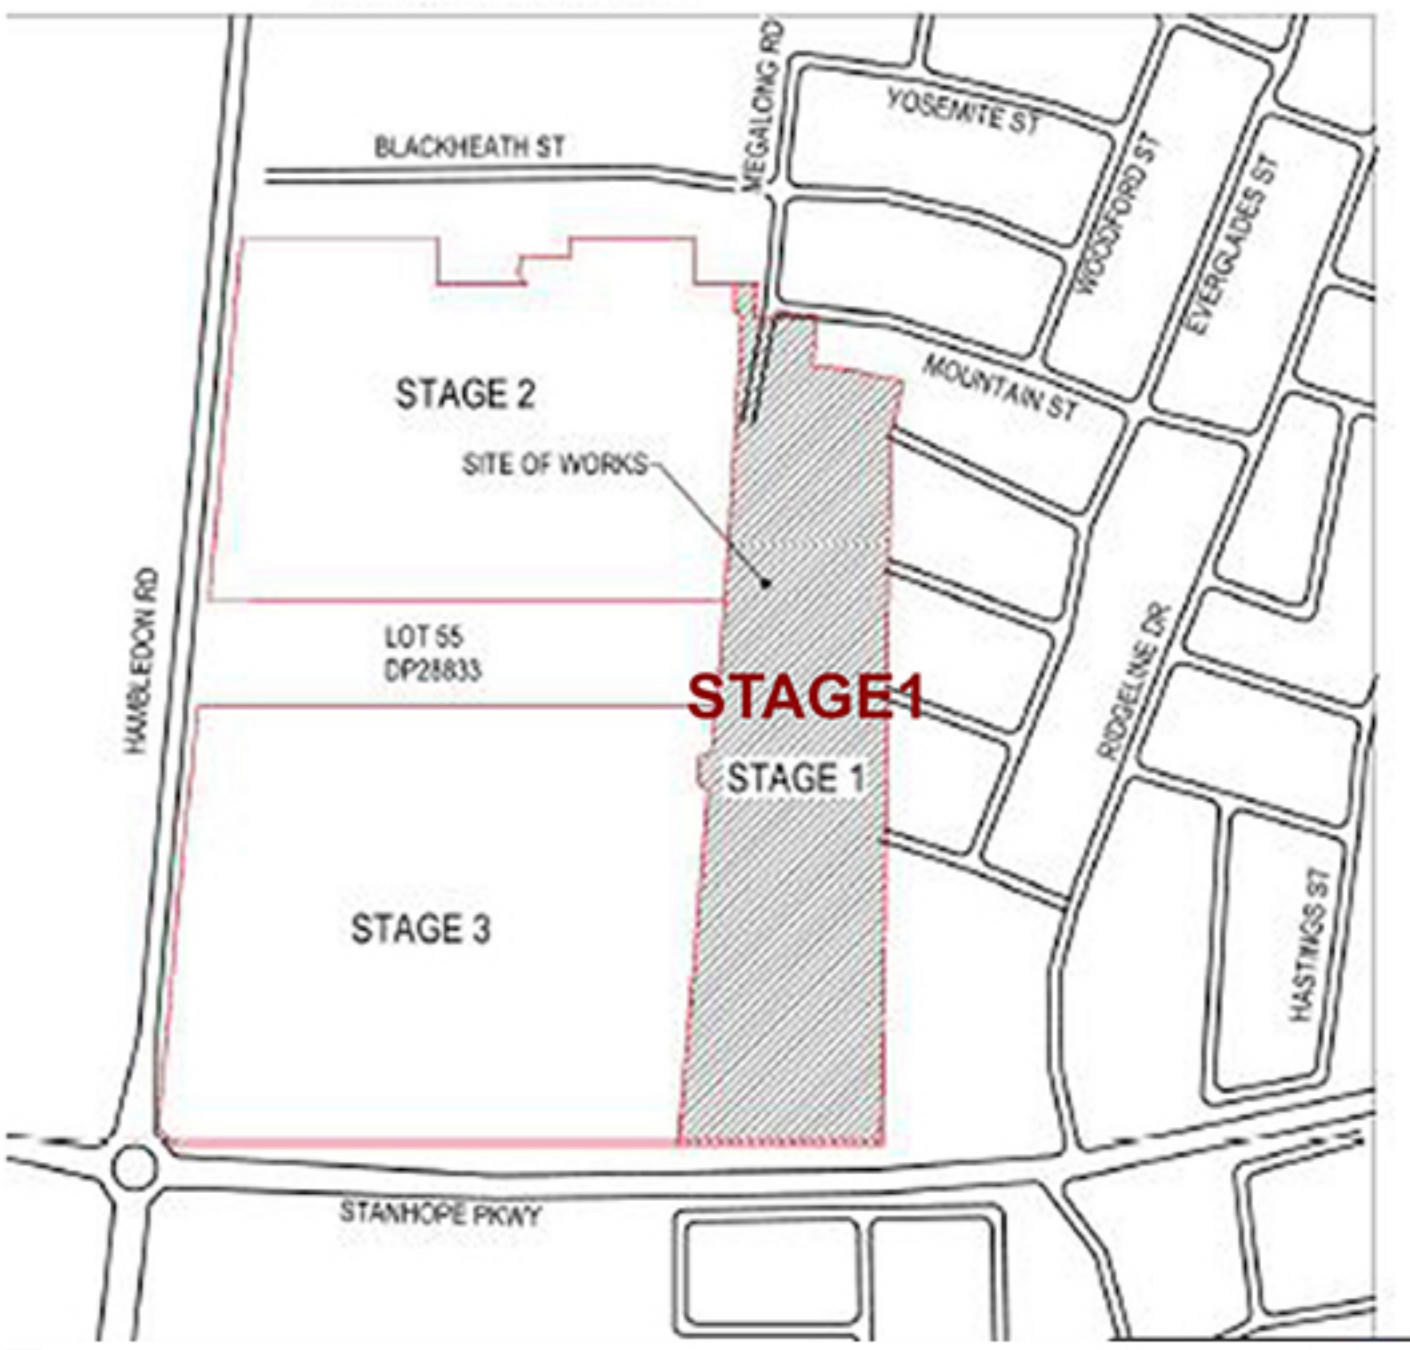 MEGALONG RD
YOSEMITE ST
BLACKHEATH ST
WOODFORD ST
EVERGLADES ST
MOUNTAIN ST
STAGE 2
SITE OF WORKS
HAMBLEDON RD
LOT 55
DP28833
STAGE1
RIDGELINE DR
STAGE 1
STAGE 3
HASTINGS ST
STANHOPE PKWY